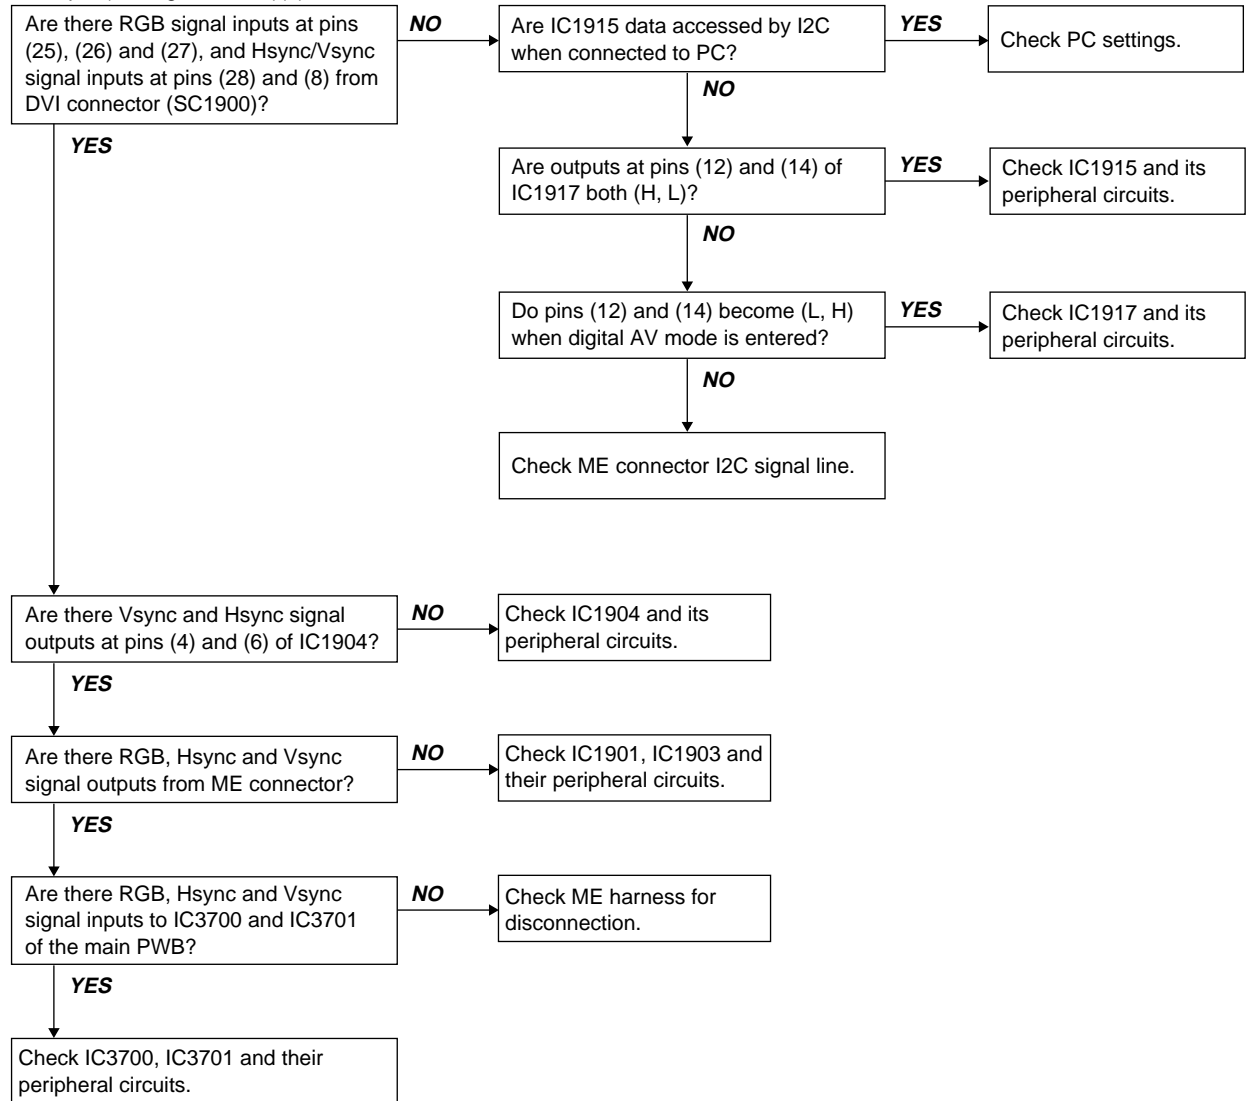 Are there RGB signal inputs at pins
(25), (26) and (27), and Hsync/Vsync
signal inputs at pins (28) and (8) from
DVI connector (SC1900)?
NO
Are IC1915 data accessed by I2C
when connected to PC?
YES
Check PC settings.
NO
YES
Are outputs at pins (12) and (14) of
IC1917 both (H, L)?
YES
Check IC1915 and its
peripheral circuits.
NO
Do pins (12) and (14) become (L, H)
when digital AV mode is entered?
YES
Check IC1917 and its
peripheral circuits.
NO
Check ME connector I2C signal line.
Are there Vsync and Hsync signal
outputs at pins (4) and (6) of IC1904?
NO
Check IC1904 and its
peripheral circuits.
YES
Are there RGB, Hsync and Vsync
signal outputs from ME connector?
NO
Check IC1901, IC1903 and
their peripheral circuits.
YES
Are there RGB, Hsync and Vsync
signal inputs to IC3700 and IC3701
of the main PWB?
NO
Check ME harness for
disconnection.
YES
Check IC3700, IC3701 and their
peripheral circuits.